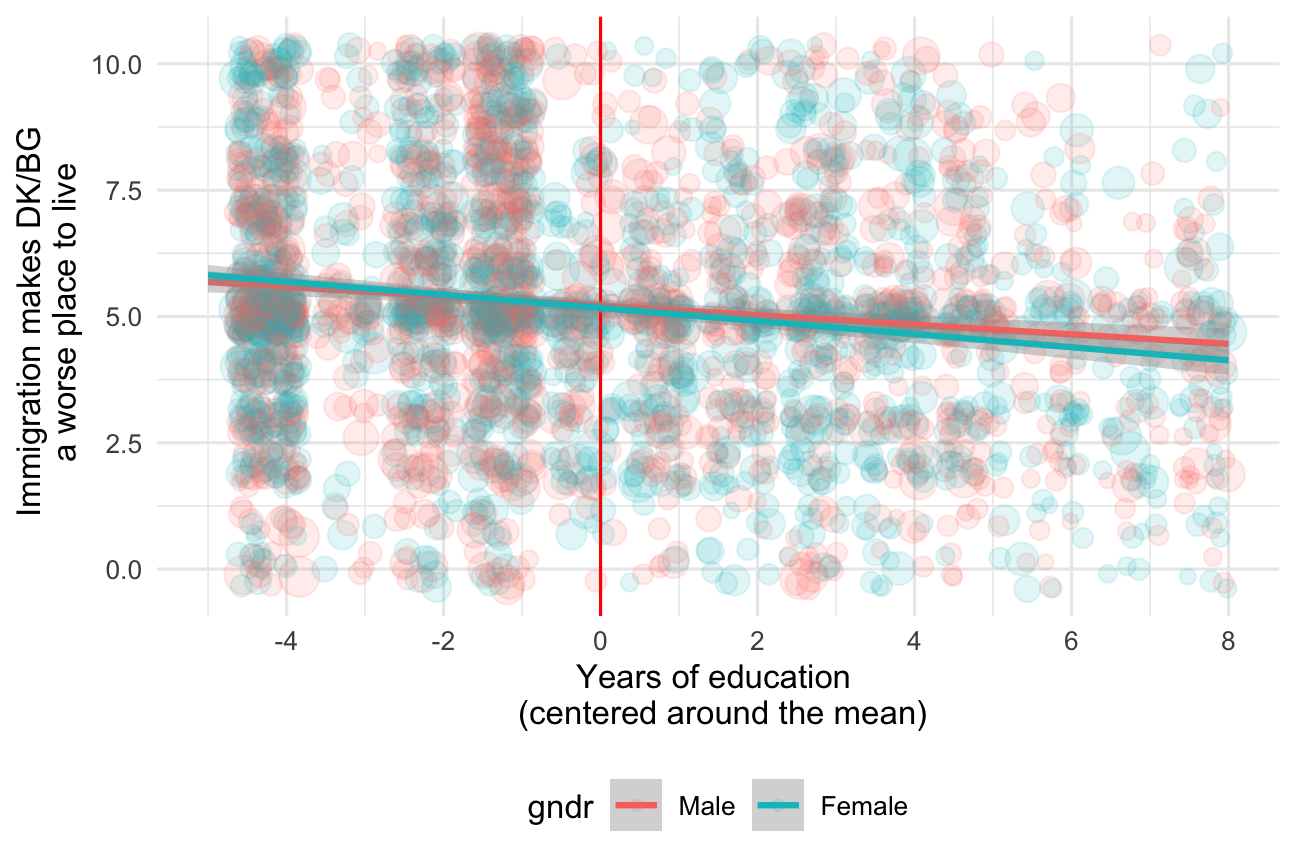 Immigration makes DK/BG
a worse place to live
10.0
7.5
5.0
2.5
0.0
-4 -2 0 2 4 6 8
Years of education
(centered around the mean)
gndr Male Female